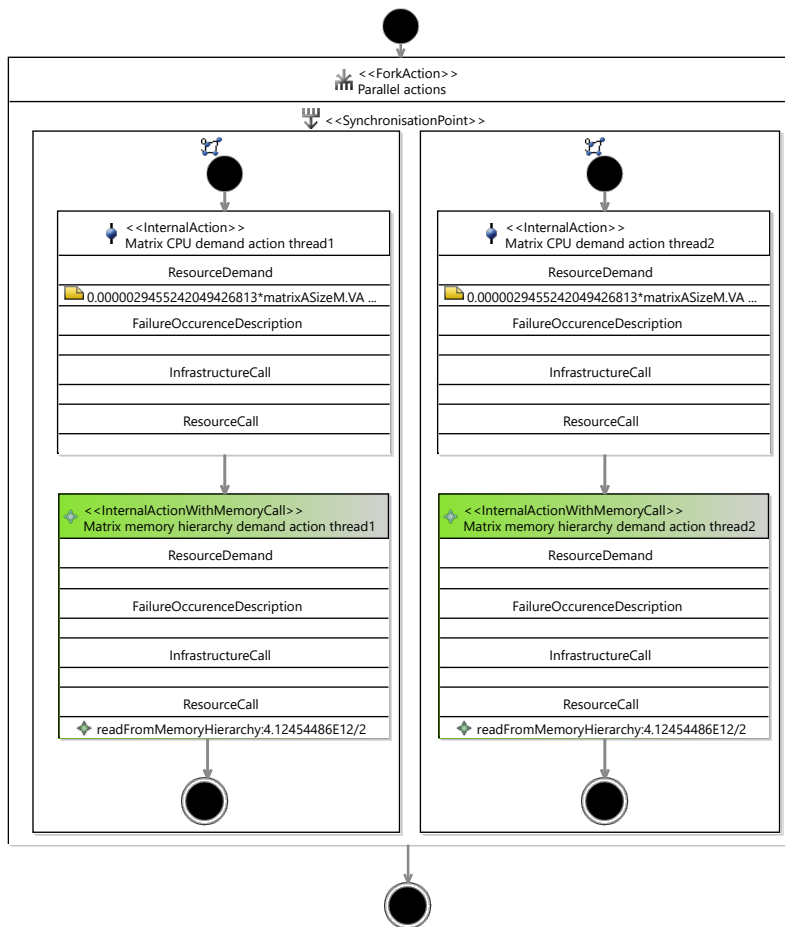 <<ForkAction>>
Parallel actions
<<SynchronisationPoint>>
<<InternalAction>>
Matrix CPU demand action thread1
ResourceDemand
0.0000029455242049426813*matrixASizeM.VA ...
FailureOccurenceDescription
InfrastructureCall
ResourceCall
<<InternalActionWithMemoryCall>>
Matrix memory hierarchy demand action thread1
ResourceDemand
FailureOccurenceDescription
InfrastructureCall
ResourceCall
readFromMemoryHierarchy:4.12454486E12/2
<<InternalAction>>
Matrix CPU demand action thread2
ResourceDemand
0.0000029455242049426813*matrixASizeM.VA ...
FailureOccurenceDescription
InfrastructureCall
ResourceCall
<<InternalActionWithMemoryCall>>
Matrix memory hierarchy demand action thread2
ResourceDemand
FailureOccurenceDescription
InfrastructureCall
ResourceCall
readFromMemoryHierarchy:4.12454486E12/2